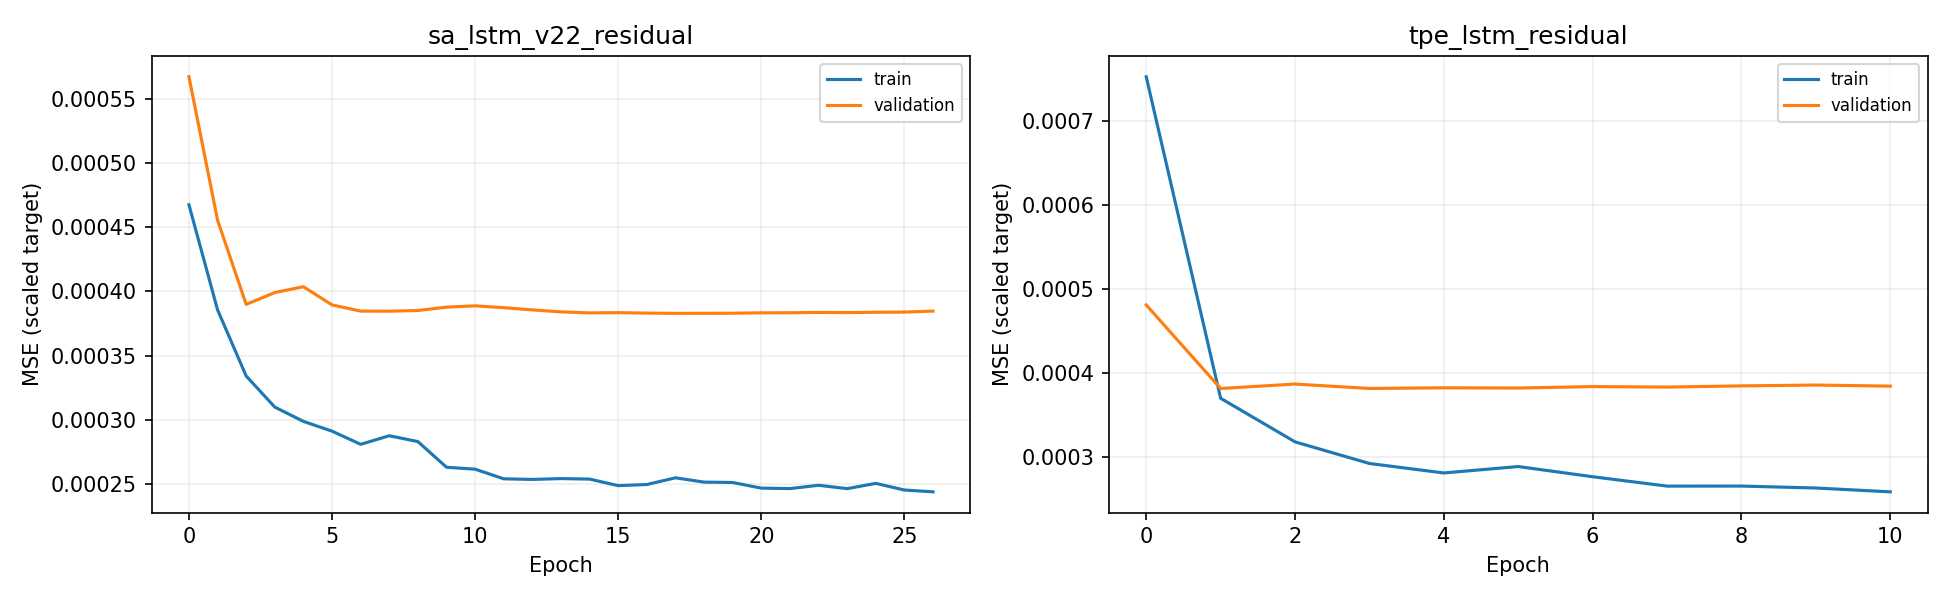 sa_lstm_v22_residual
train
validation
MSE (scaled target)
0.00055
0.00050
0.00045
0.00040
0.00035
0.00030
0.00025
0 5 10 15 20 25
Epoch
tpe_lstm_residual
train
validation
MSE (scaled target)
0.0007
0.0006
0.0005
0.0004
0.0003
0 2 4 6 8 10
Epoch